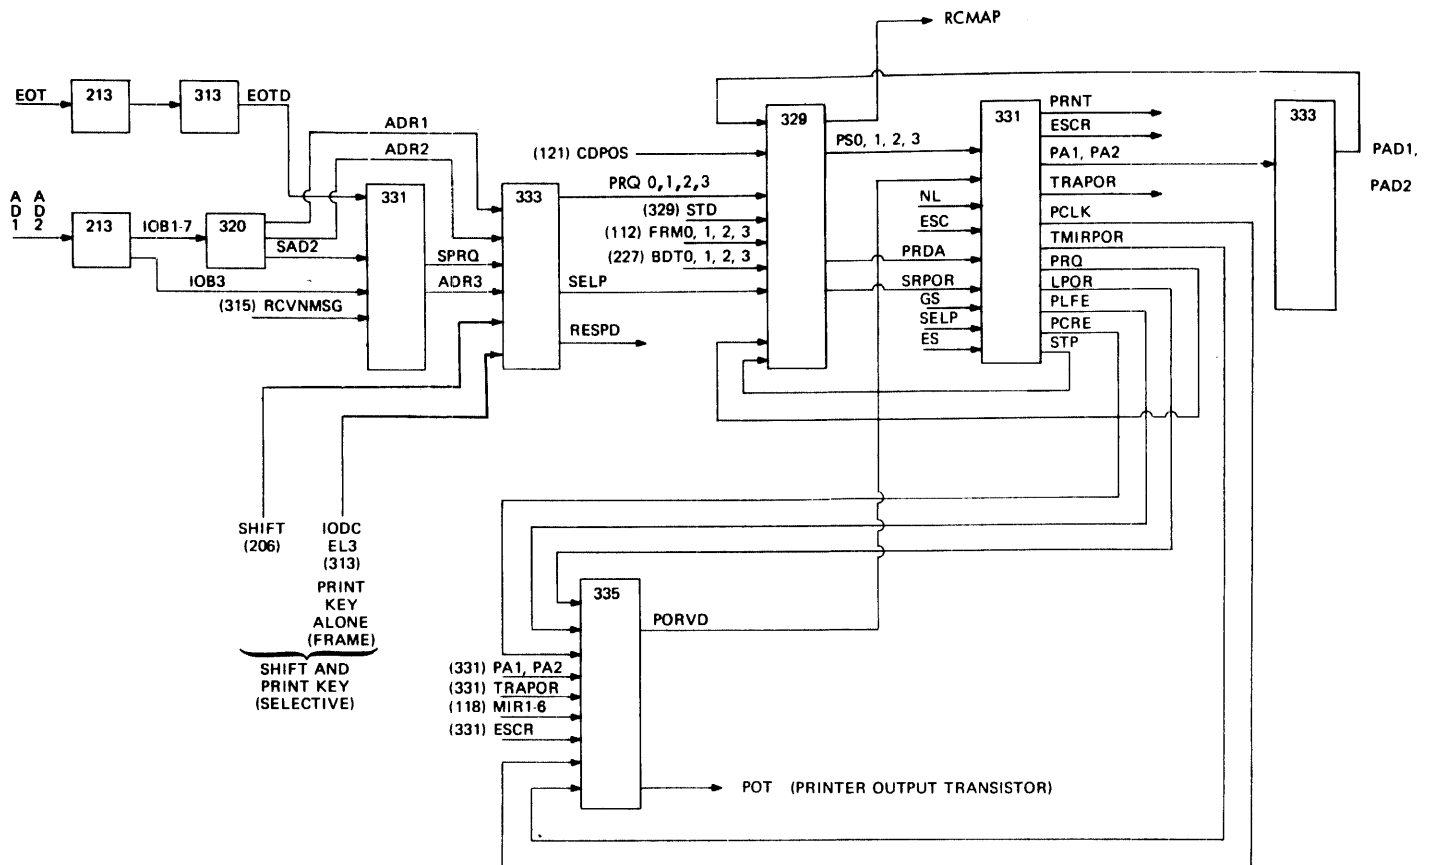 RCMAP
EOT
213
313
EOTD
ADR1
ADR2
(121) CDPOS
329
PS0, 1, 2, 3
331
PRNT
ESCR
PA1, PA2
TRAPOR
PCLK
TMIRPOR
PRQ
LPOR
PLFE
PCRE
STP
333
PAD1,
PAD2
AD1
AD2
213
IOB1-7
320
SAD2
IOB3
(315) RCVNMSG
331
SPRQ
ADR3
333
PRQ 0,1,2,3
(329) STD
(112) FRM0, 1, 2, 3
(227) BDT0, 1, 2, 3
SELP
RESPD
NL
ESC
PRDA
SRPOR
GS
SELP
ES
SHIFT
(206)
IODC
EL3
(313)
PRINT
KEY
ALONE
(FRAME)
SHIFT AND
PRINT KEY
(SELECTIVE)
335
PORVD
(331) PA1, PA2
(331) TRAPOR
(118) MIR1-6
(331) ESCR
POT (PRINTER OUTPUT TRANSISTOR)